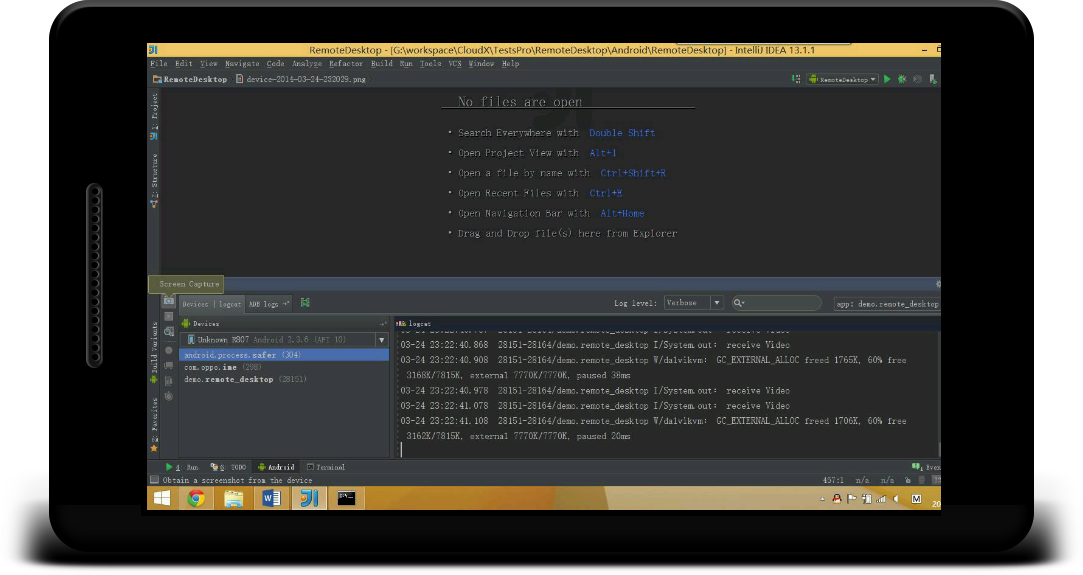 RemoteDesktop - [G:\workspace\CloudX\TestsPro\RemoteDesktop\Android\RemoteDesktop] - IntelliJ IDEA 13.1.1
File Edit View Navigate Code Analyze Refactor Build Run Tools VCS Window Help
RemoteDesktop device-2014-03-24-232029.png RemoteDesktop
1: Project
No files are open
• Search Everywhere with Double Shift
• Open Project View with Alt+1
• Open a file by name with Ctrl+Shift+R
• Open Recent Files with Ctrl+E
• Open Navigation Bar with Alt+Home
• Drag and Drop file(s) here from Explorer
Structure
Screen Capture
Devices | logcat ADB logs Log level: Verbose app: demo.remote_desktop
Devices logcat
Unknown R807 Android 2.3.6 (API 10)
android.process.safer (304)
com.oppo.ime (298)
demo.remote_desktop (28151)
03-24 23:22:40.868 28151-28164/demo.remote_desktop I/System.out: receive Video
03-24 23:22:40.908 28151-28164/demo.remote_desktop W/dalvikvm: GC_EXTERNAL_ALLOC freed 1765K, 60% free
3168K/7815K, external 7770K/7770K, paused 38ms
03-24 23:22:40.978 28151-28164/demo.remote_desktop I/System.out: receive Video
03-24 23:22:41.078 28151-28164/demo.remote_desktop I/System.out: receive Video
03-24 23:22:41.108 28151-28164/demo.remote_desktop W/dalvikvm: GC_EXTERNAL_ALLOC freed 1706K, 60% free
3162K/7815K, external 7770K/7770K, paused 20ms
Build Variants
2: Favorites
4: Run 6: TODO Android Terminal
Obtain a screenshot from the device 457:1 n/a n/a
M
20